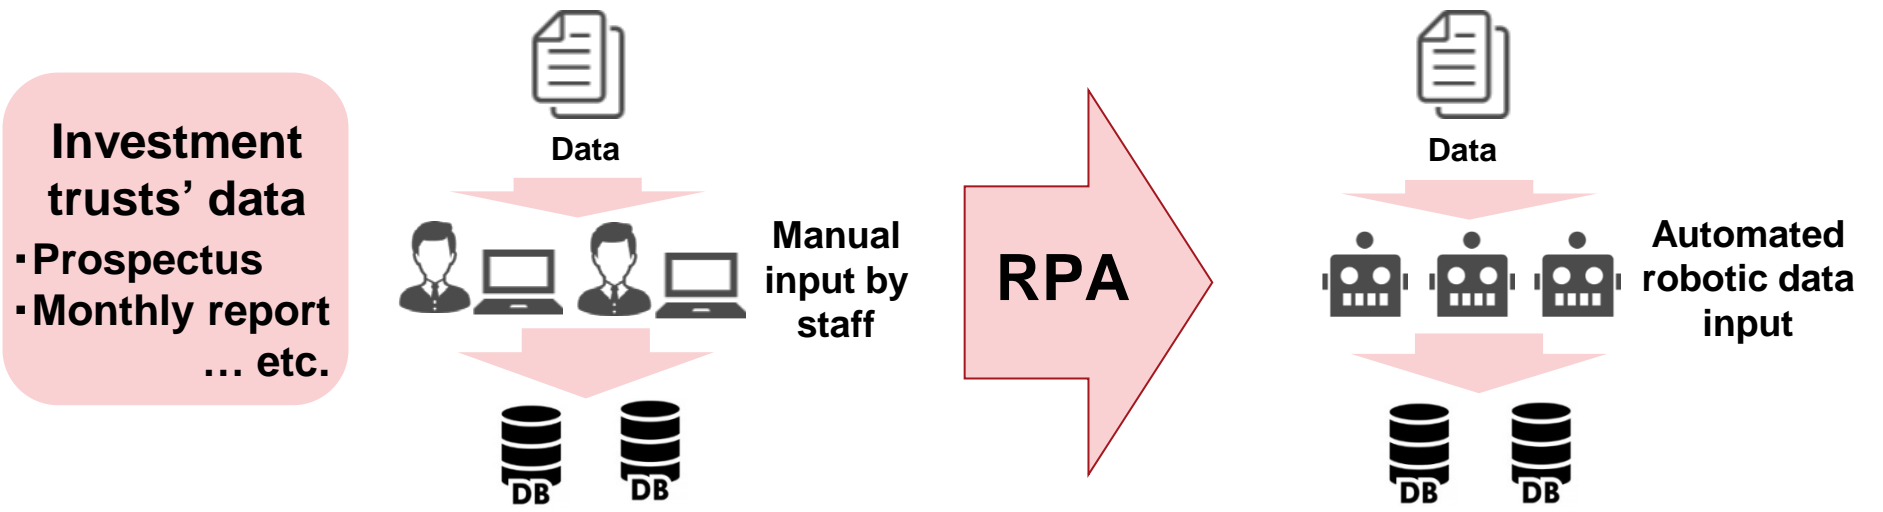 Investment
trusts’ data
・Prospectus
・Monthly report
… etc.
Data
Manual
input by
staff
DB
DB
RPA
Data
Automated
robotic data
input
DB
DB